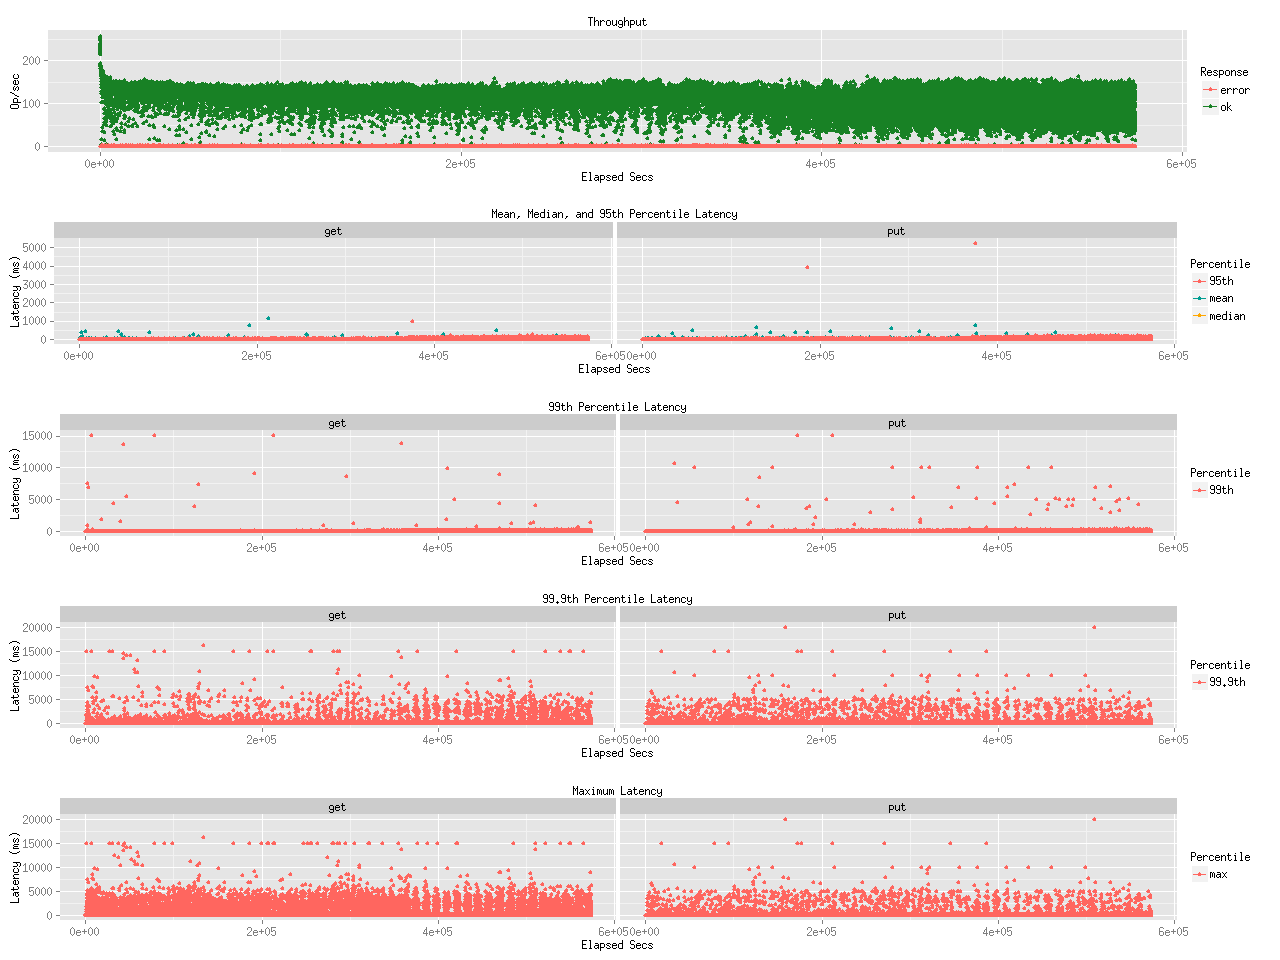 Throughput
200
100
0
Op/sec
0e+00 2e+05 4e+05 6e+05
Elapsed Secs
Response
error
ok
Mean, Median, and 95th Percentile Latency
get put
5000
4000
3000
2000
1000
0
Latency (ms)
0e+00 2e+05 4e+05 6e+05 0e+00 2e+05 4e+05 6e+05
Elapsed Secs
Percentile
95th
mean
median
99th Percentile Latency
get put
15000
10000
5000
0
Latency (ms)
0e+00 2e+05 4e+05 6e+05 0e+00 2e+05 4e+05 6e+05
Elapsed Secs
Percentile
99th
99.9th Percentile Latency
get put
20000
15000
10000
5000
0
Latency (ms)
0e+00 2e+05 4e+05 6e+05 0e+00 2e+05 4e+05 6e+05
Elapsed Secs
Percentile
99.9th
Maximum Latency
get put
20000
15000
10000
5000
0
Latency (ms)
0e+00 2e+05 4e+05 6e+05 0e+00 2e+05 4e+05 6e+05
Elapsed Secs
Percentile
max